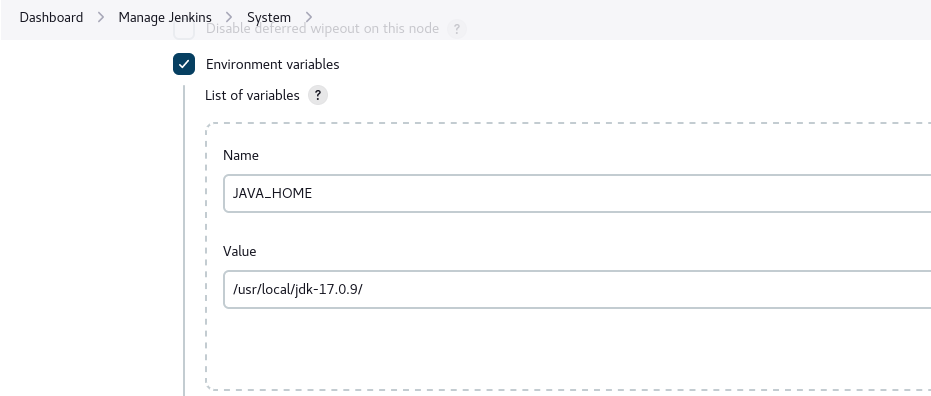 Dashboard > Manage Jenkins > System >
Disable deferred wipeout on this node ?
Environment variables
List of variables ?
Name
JAVA_HOME
Value
/usr/local/jdk-17.0.9/